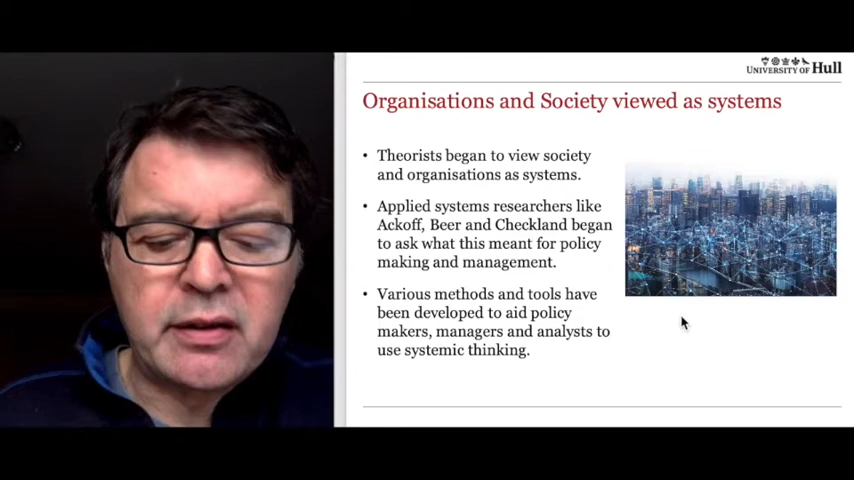 UNIVERSITY OF Hull
Organisations and Society viewed as systems
• Theorists began to view society
and organisations as systems.
• Applied systems researchers like
Ackoff, Beer and Checkland began
to ask what this meant for policy
making and management.
• Various methods and tools have
been developed to aid policy
makers, managers and analysts to
use systemic thinking.